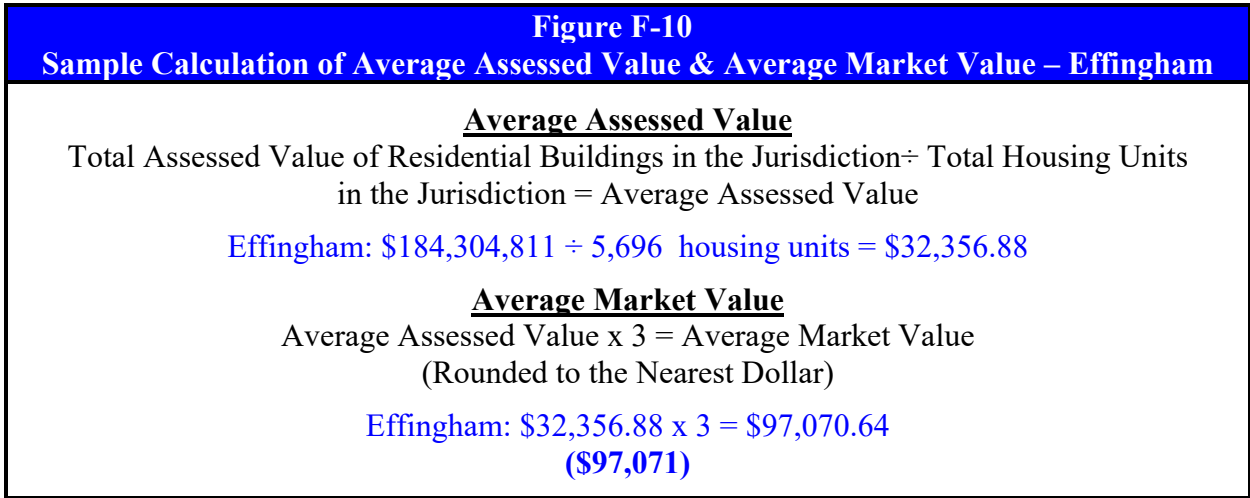 Figure F-10
Sample Calculation of Average Assessed Value & Average Market Value – Effingham
Average Assessed Value
Total Assessed Value of Residential Buildings in the Jurisdiction÷ Total Housing Units
in the Jurisdiction = Average Assessed Value
Effingham: $184,304,811 ÷ 5,696 housing units = $32,356.88
Average Market Value
Average Assessed Value x 3 = Average Market Value
(Rounded to the Nearest Dollar)
Effingham: $32,356.88 x 3 = $97,070.64
($97,071)